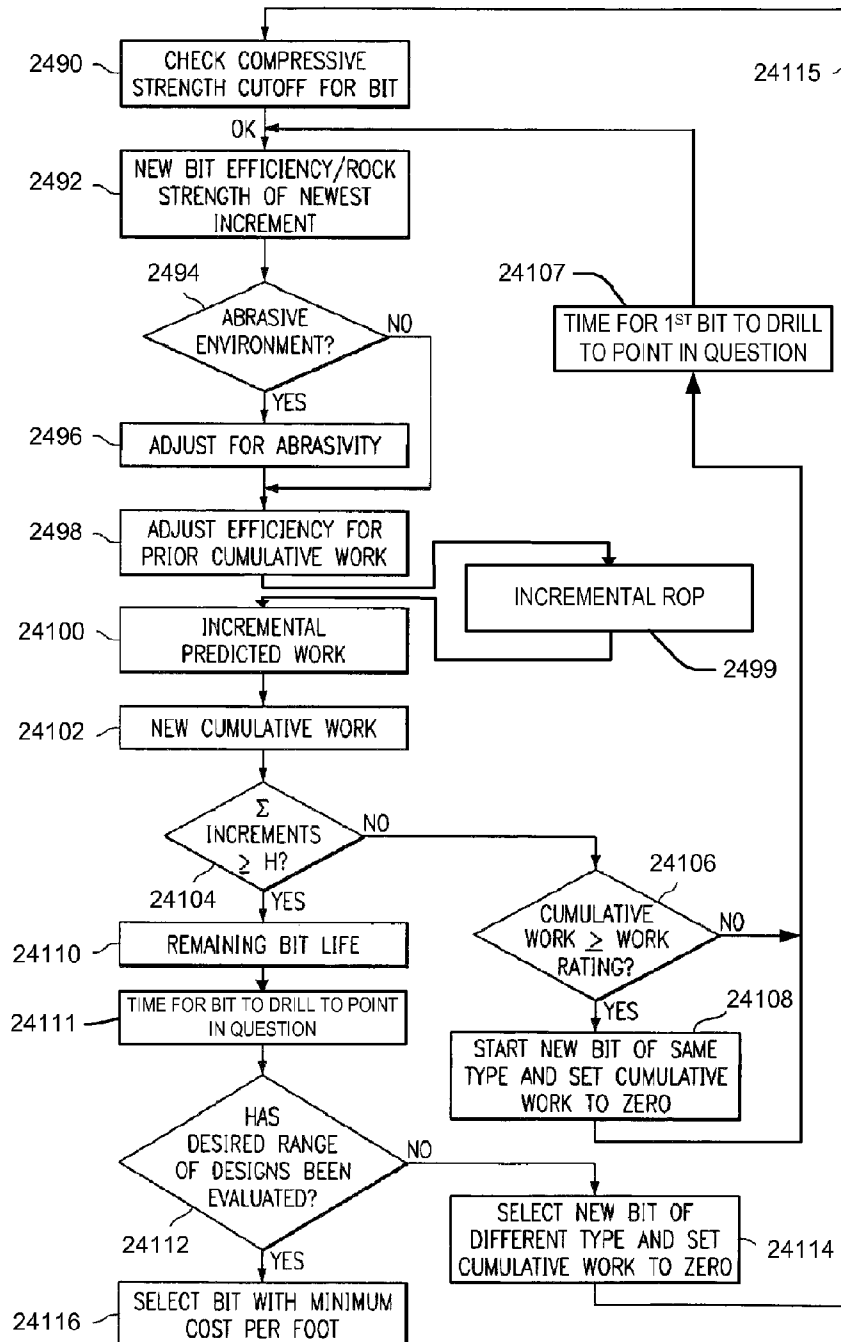 2490
CHECK COMPRESSIVE
STRENGTH CUTOFF FOR BIT
24115
OK
2492
NEW BIT EFFICIENCY/ROCK
STRENGTH OF NEWEST
INCREMENT
2494
ABRASIVE
ENVIRONMENT?
NO
YES
24107
TIME FOR 1ST BIT TO DRILL
TO POINT IN QUESTION
2496
ADJUST FOR ABRASIVITY
2498
ADJUST EFFICIENCY FOR
PRIOR CUMULATIVE WORK
INCREMENTAL ROP
2499
24100
INCREMENTAL
PREDICTED WORK
24102
NEW CUMULATIVE WORK
Σ
INCREMENTS
≥ H?
NO
24104
YES
24106
CUMULATIVE
WORK ≥ WORK
RATING?
NO
YES
24110
REMAINING BIT LIFE
24108
START NEW BIT OF SAME
TYPE AND SET CUMULATIVE
WORK TO ZERO
24111
TIME FOR BIT TO DRILL TO POINT
IN QUESTION
HAS
DESIRED RANGE
OF DESIGNS BEEN
EVALUATED?
NO
24112
YES
SELECT NEW BIT OF
DIFFERENT TYPE AND SET
CUMULATIVE WORK TO ZERO
24114
24116
SELECT BIT WITH MINIMUM
COST PER FOOT